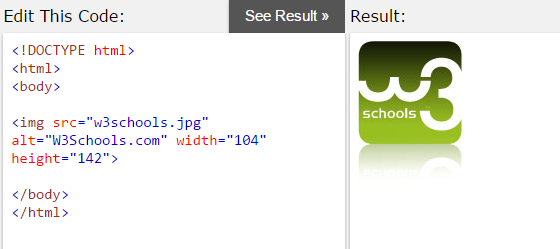 Edit This Code:
See Result »
Result:
<!DOCTYPE html>
<html>
<body>
<img src="w3schools.jpg"
alt="W3Schools.com" width="104"
height="142">
</body>
</html>
w3
schools